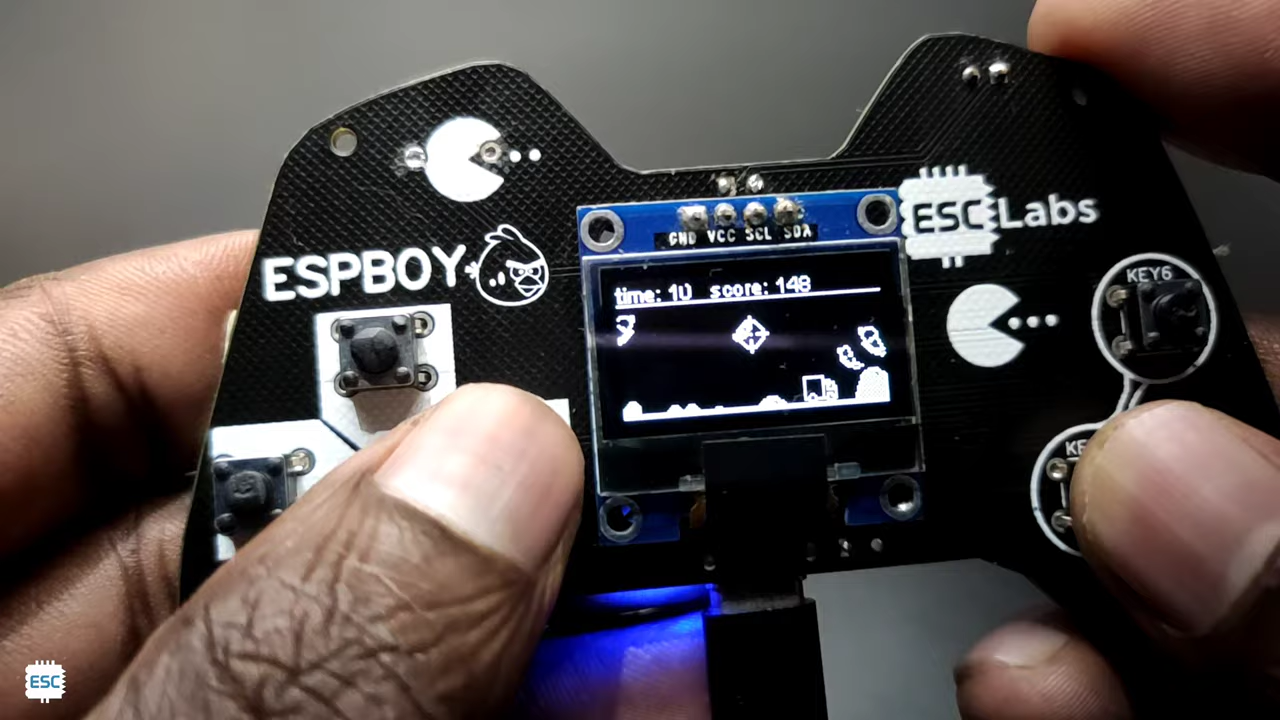 ESPBOY
ESC Labs
GND VCC SCL SDA
time: 10 score: 148
KEY6
ESC